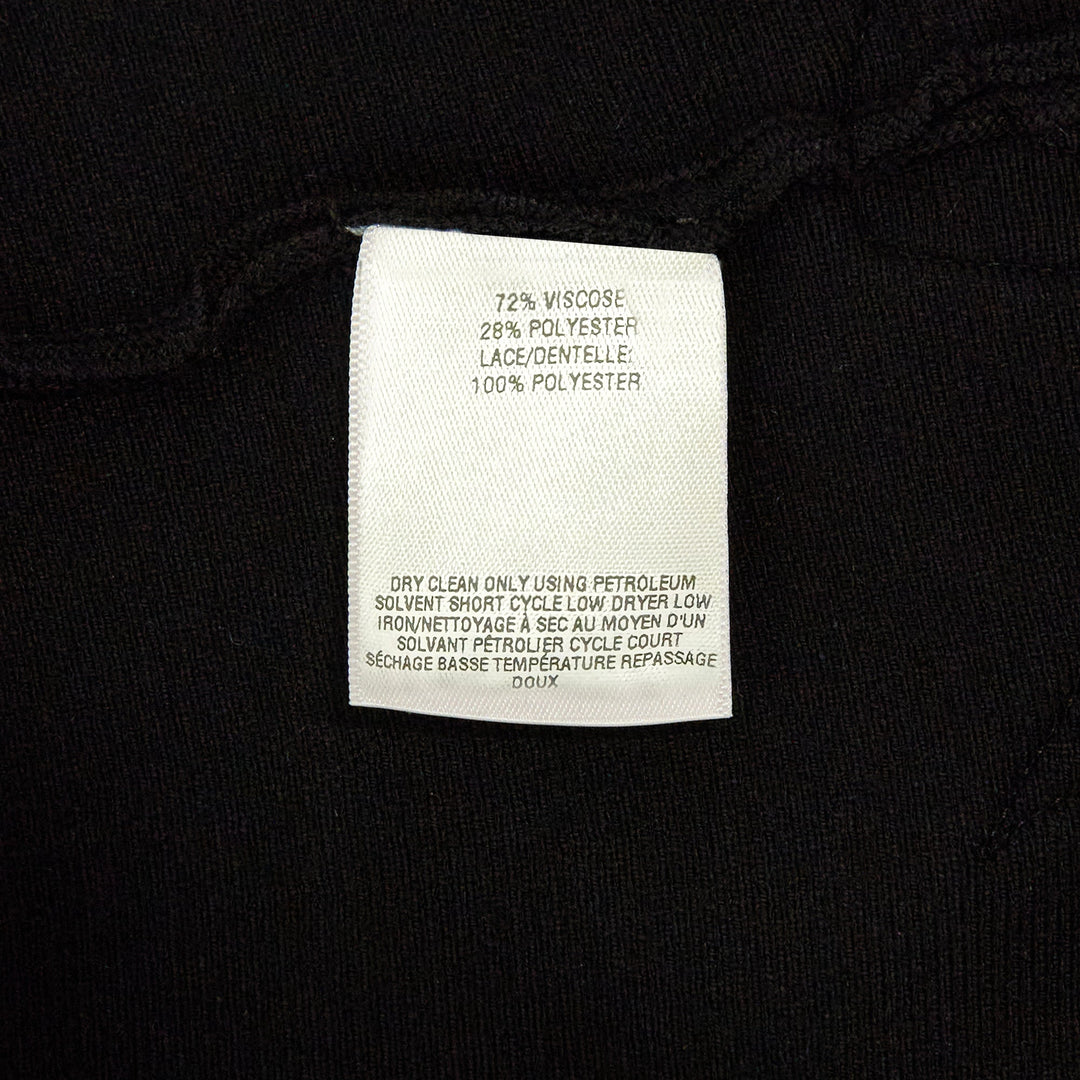 72% VISCOSE
28% POLYESTER
LACE/DENTELLE:
100% POLYESTER
DRY CLEAN ONLY USING PETROLEUM
SOLVENT SHORT CYCLE LOW DRYER LOW
IRON/NETTOYAGE À SEC AU MOYEN D'UN
SOLVANT PÉTROLIER CYCLE COURT
SÉCHAGE BASSE TEMPÉRATURE REPASSAGE
DOUX